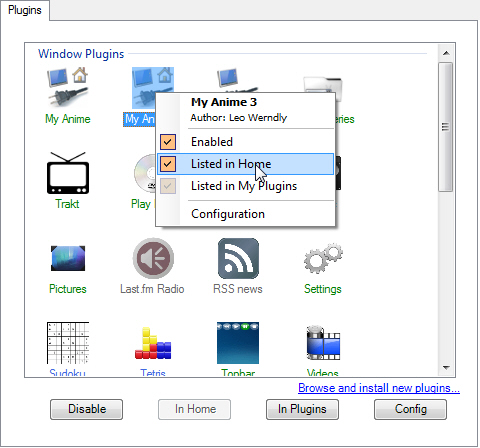 Plugins
Window Plugins
My Anime
My An
My Anime 3
Author: Leo Werndly
Enabled
Listed in Home
Listed in My Plugins
Configuration
Trakt
Play
Pictures
Last.fm Radio
RSS news
Settings
Sudoku
Tetris
Topbar
Videos
Browse and install new plugins...
Disable
In Home
In Plugins
Config